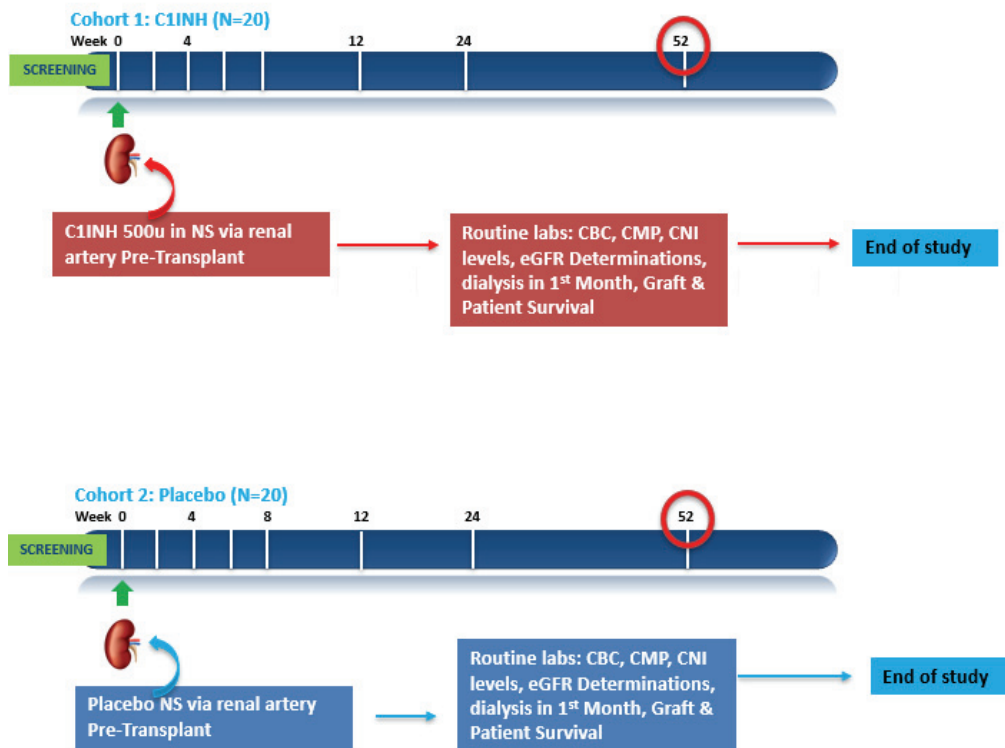 Cohort 1: C1INH (N=20)
Week 0 4 12 24 52
SCREENING
C1INH 500u in NS via renal
artery Pre-Transplant
Routine labs: CBC, CMP, CNI
levels, eGFR Determinations,
dialysis in 1st Month, Graft &
Patient Survival
End of study
Cohort 2: Placebo (N=20)
Week 0 4 8 12 24 52
SCREENING
Placebo NS via renal artery
Pre-Transplant
Routine labs: CBC, CMP, CNI
levels, eGFR Determinations,
dialysis in 1st Month, Graft &
Patient Survival
End of study